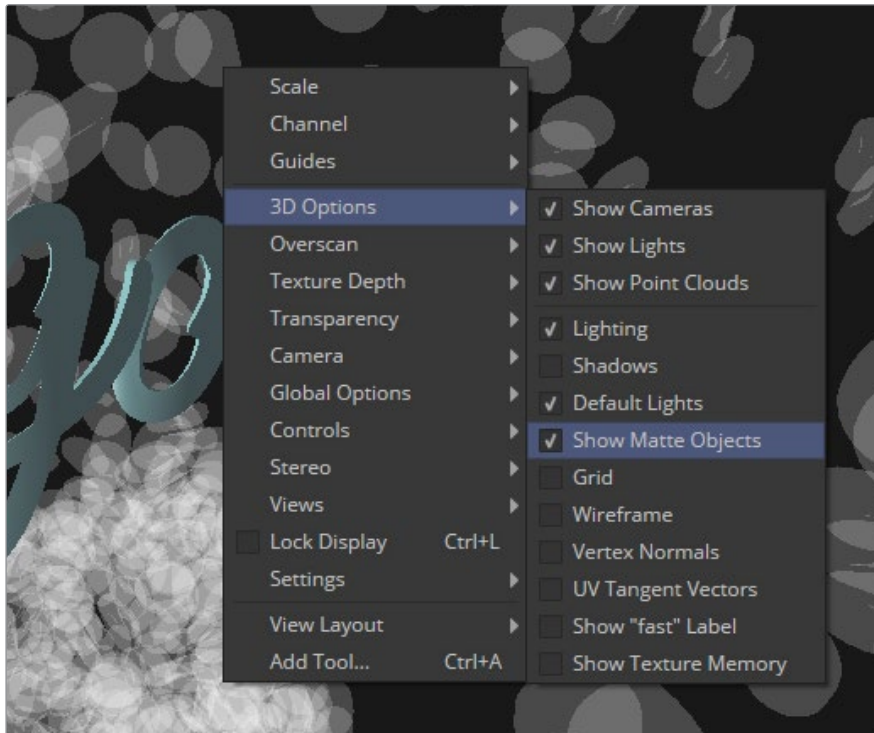 Scale
Channel
Guides
3D Options
Overscan
Texture Depth
Transparency
Camera
Global Options
Controls
Stereo
Views
Lock Display Ctrl+L
Settings
View Layout
Add Tool... Ctrl+A
Show Cameras
Show Lights
Show Point Clouds
Lighting
Shadows
Default Lights
Show Matte Objects
Grid
Wireframe
Vertex Normals
UV Tangent Vectors
Show "fast" Label
Show Texture Memory